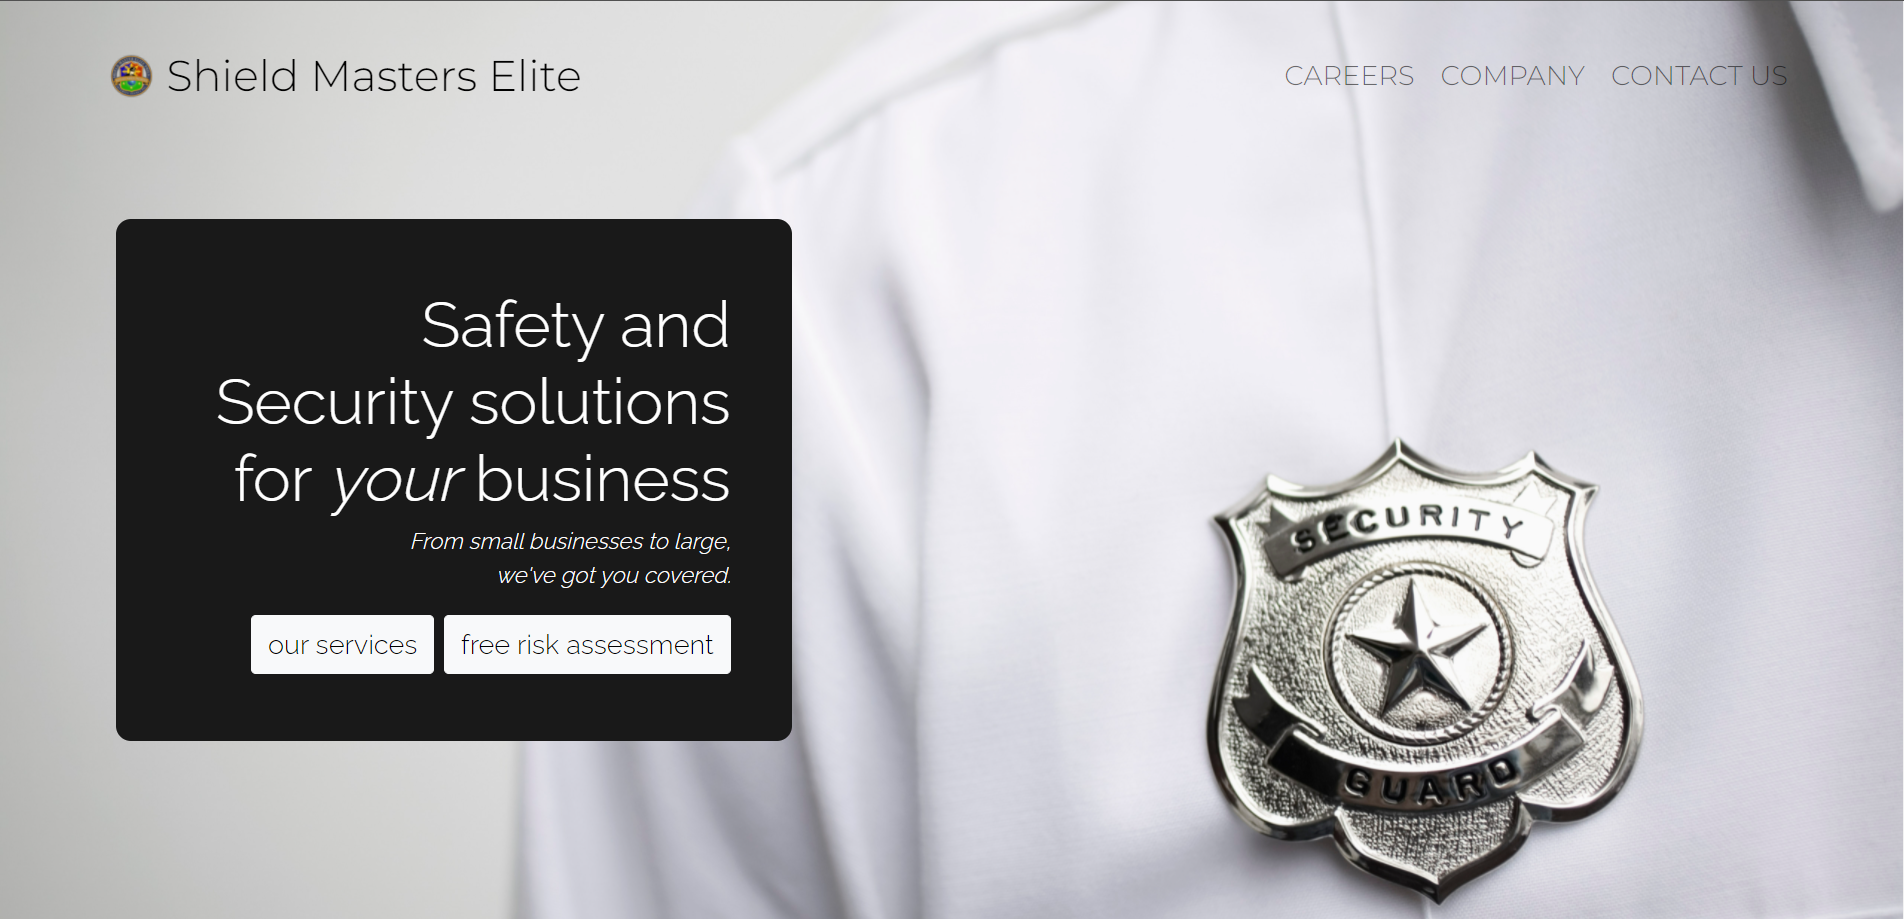 Shield Masters Elite
CAREERS COMPANY CONTACT US
Safety and
Security solutions
for your business
From small businesses to large,
we've got you covered.
our services free risk assessment
SECURITY
GUARD